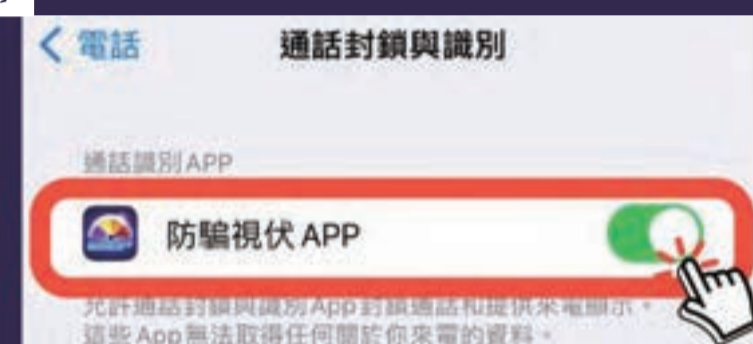 電話
通話封鎖與識別
通話識別APP
防騙視伏APP
允許通話封鎖與識別App封鎖通話和提供來電顯示。
這些App無法取得任何關於你來電的資料。